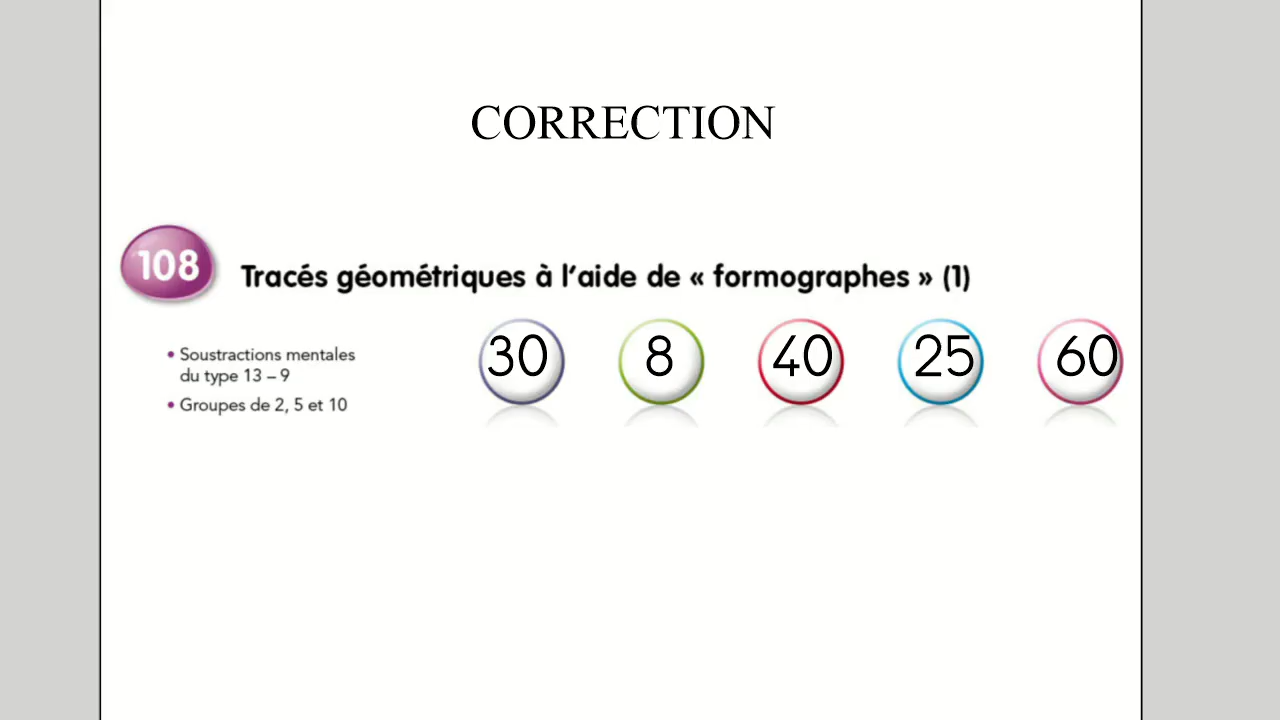 CORRECTION
108
Tracés géométriques à l'aide de « formographes » (1)
• Soustractions mentales
du type 13 – 9
• Groupes de 2, 5 et 10
30 8 40 25 60